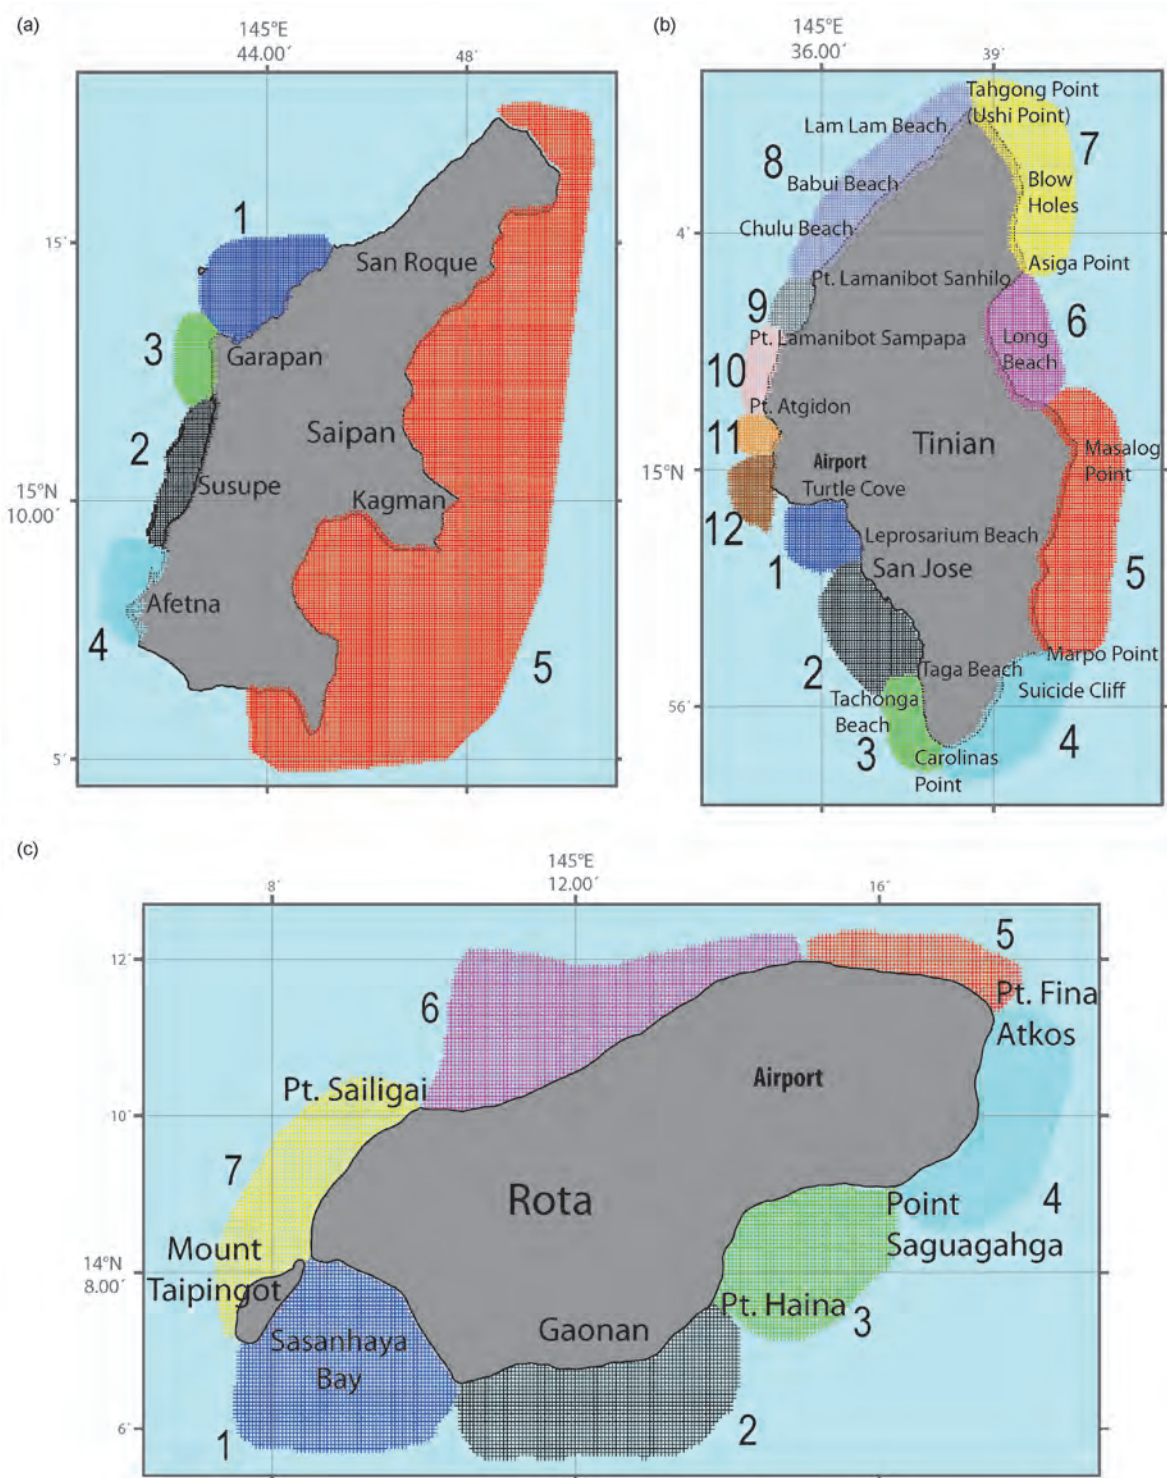 (a)
145°E
44.00´
48´
15´
15°N
10.00´
5´
1
San Roque
3
Garapan
2
Saipan
Susupe
Kagman
Afetna
4
5
(b)
145°E
36.00´
39´
4´
15°N
56´
Tahgong Point
(Ushi Point)
Lam Lam Beach
8
7
Babui Beach
Blow
Holes
Chulu Beach
Asiga Point
Pt. Lamanibot Sanhilo
9
6
Pt. Lamanibot Sampapa
Long
Beach
10
Pt. Atgidon
11
Tinian
Masalog
Point
Airport
Turtle Cove
12
Leprosarium Beach
1
San Jose
5
Marpo Point
2
Taga Beach
Suicide Cliff
Tachonga
Beach
3
4
Carolinas
Point
(c)
145°E
8´
12.00´
16´
12´
10´
14°N
8.00´
6´
5
6
Pt. Fina
Atkos
Pt. Sailigai
Airport
7
Rota
4
Point
Saguagahga
Mount
Taipingot
Pt. Haina
3
Gaonan
Sasanhaya
Bay
1
2